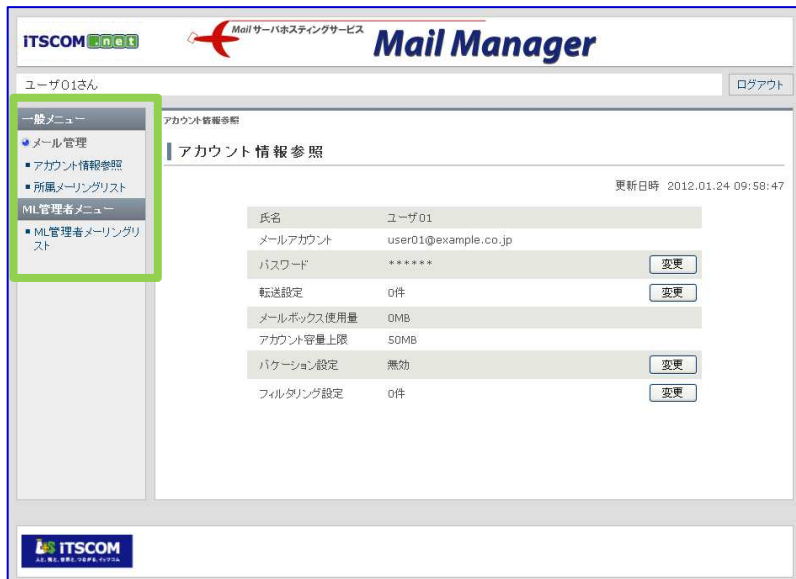 iTSCOM.net
Mail サーバホスティングサービス
Mail Manager
ユーザ01さん
ログアウト
一般メニュー
メール管理
アカウント情報参照
所属メーリングリスト
ML管理者メニュー
ML管理者メーリングリ
スト
アカウント情報参照
アカウント情報参照
更新日時 2012.01.24 09:58:47
氏名 ユーザ01
メールアカウント user01@example.co.jp
パスワード ****** 変更
転送設定 0件 変更
メールボックス使用量 0MB
アカウント容量上限 50MB
バケーション設定 無効 変更
フィルタリング設定 0件 変更
iTSCOM